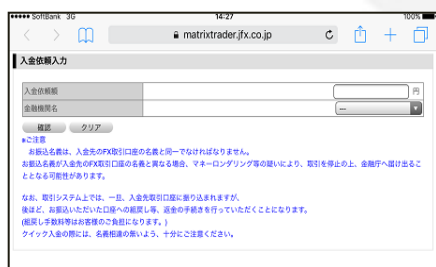 SoftBank 3G 14:27 100%
matrixtrader.jfx.co.jp
入金依頼入力
入金依頼額 円
金融機関名 ---
確認 クリア
※ご注意
お振込名義は、入金先のFX取引口座の名義と同一でなければなりません。
お振込名義が入金先のFX取引口座の名義と異なる場合、マネーロンダリング等の疑いにより、取引を停止の上、金融庁へ届け出るこ
ととなる可能性があります。
なお、取引システム上では、一旦、入金先取引口座に振り込まれますが、
後ほど、お振込いただいた口座への組戻し等、返金の手続きを行っていただくことになります。
(組戻し手数料等はお客様のご負担になります。)
クイック入金の際には、名義相違の無いよう、十分にご注意ください。